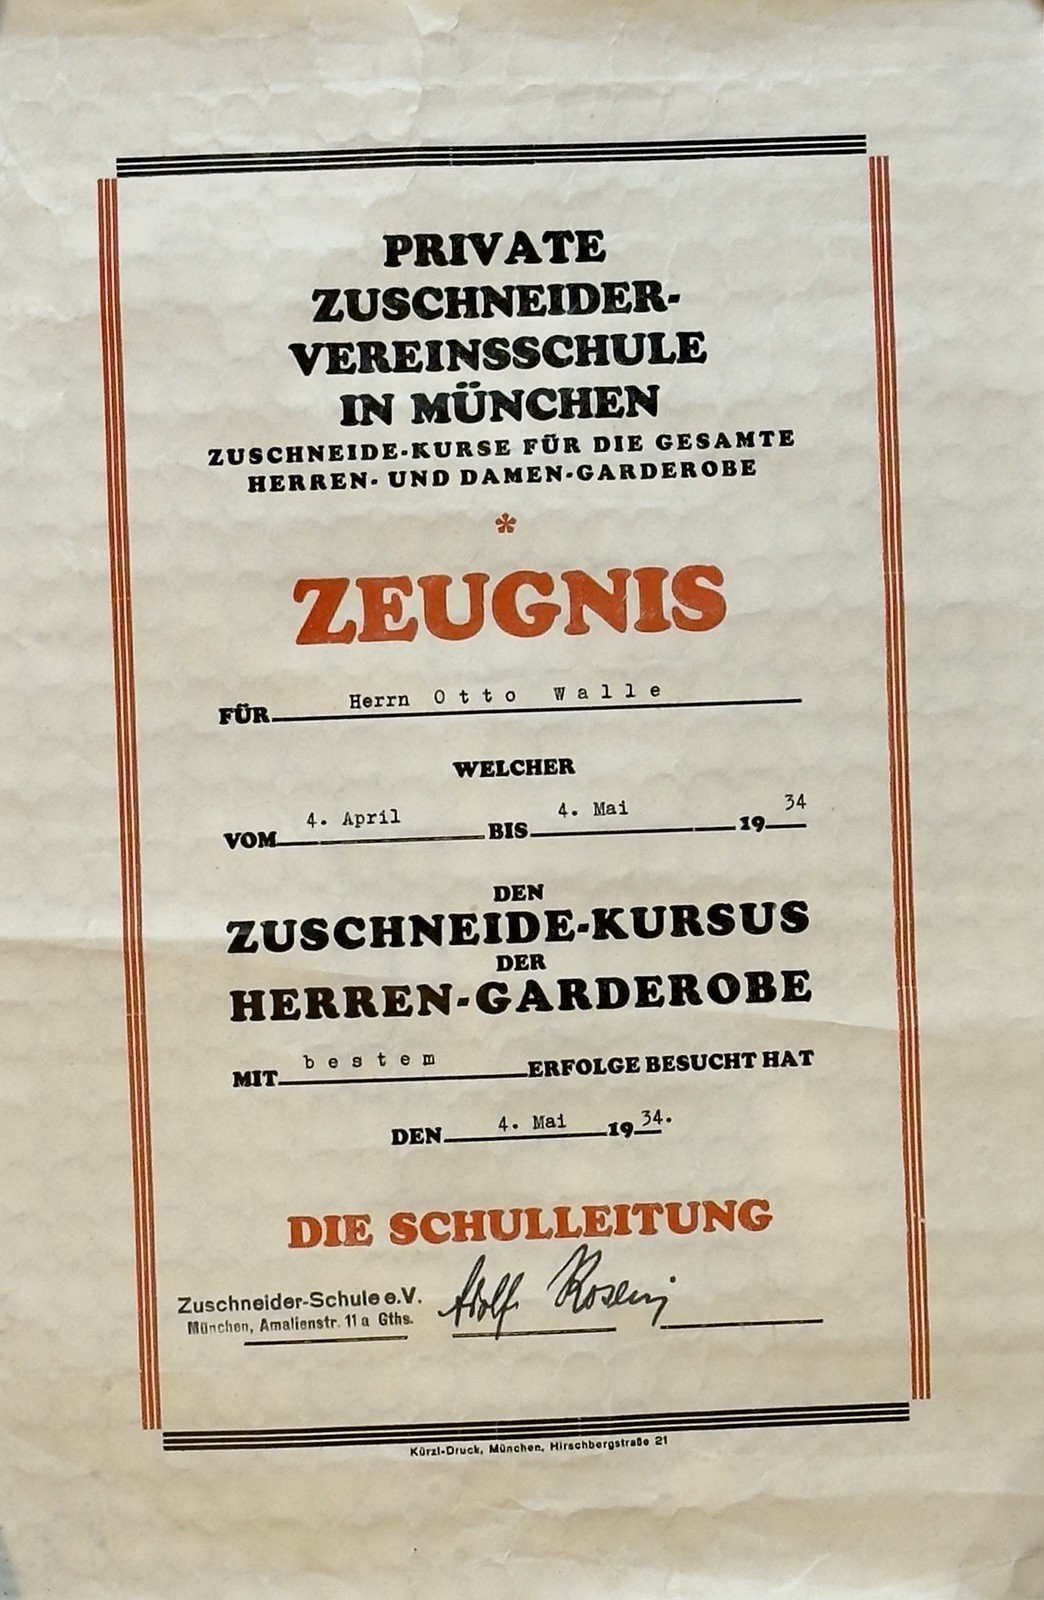 PRIVATE
ZUSCHNEIDER-
VEREINSSCHULE
IN MÜNCHEN
ZUSCHNEIDE-KURSE FÜR DIE GESAMTE
HERREN- UND DAMEN-GARDEROBE
*
ZEUGNIS
FÜR Herrn Otto Walle
WELCHER
VOM 4. April BIS 4. Mai 1934
DEN
ZUSCHNEIDE-KURSUS
DER
HERREN-GARDEROBE
MIT bestem ERFOLGE BESUCHT HAT
DEN 4. Mai 1934.
DIE SCHULLEITUNG
Zuschneider-Schule e.V. Adolf
München, Amalienstr. 11 a Gths.
Kürzl-Druck, München, Hirschbergstraße 21